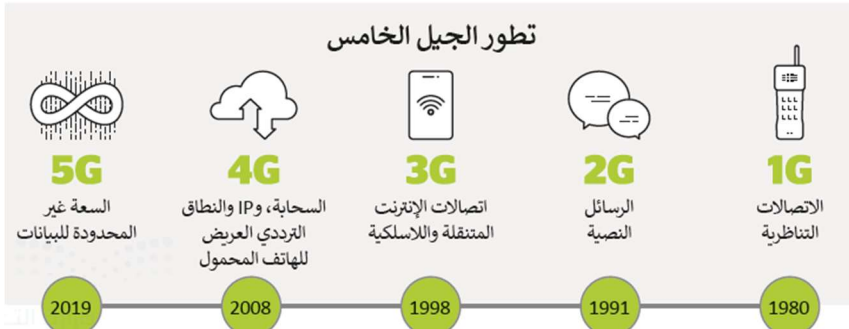 تطور الجيل الخامس
1G
الاتصالات
التناظرية
1980
2G
الرسائل
النصية
1991
3G
اتصالات الإنترنت
المتنقلة واللاسلكية
1998
4G
السحابة، وIP والنطاق
الترددي العريض
للهاتف المحمول
2008
5G
السعة غير
المحدودة للبيانات
2019